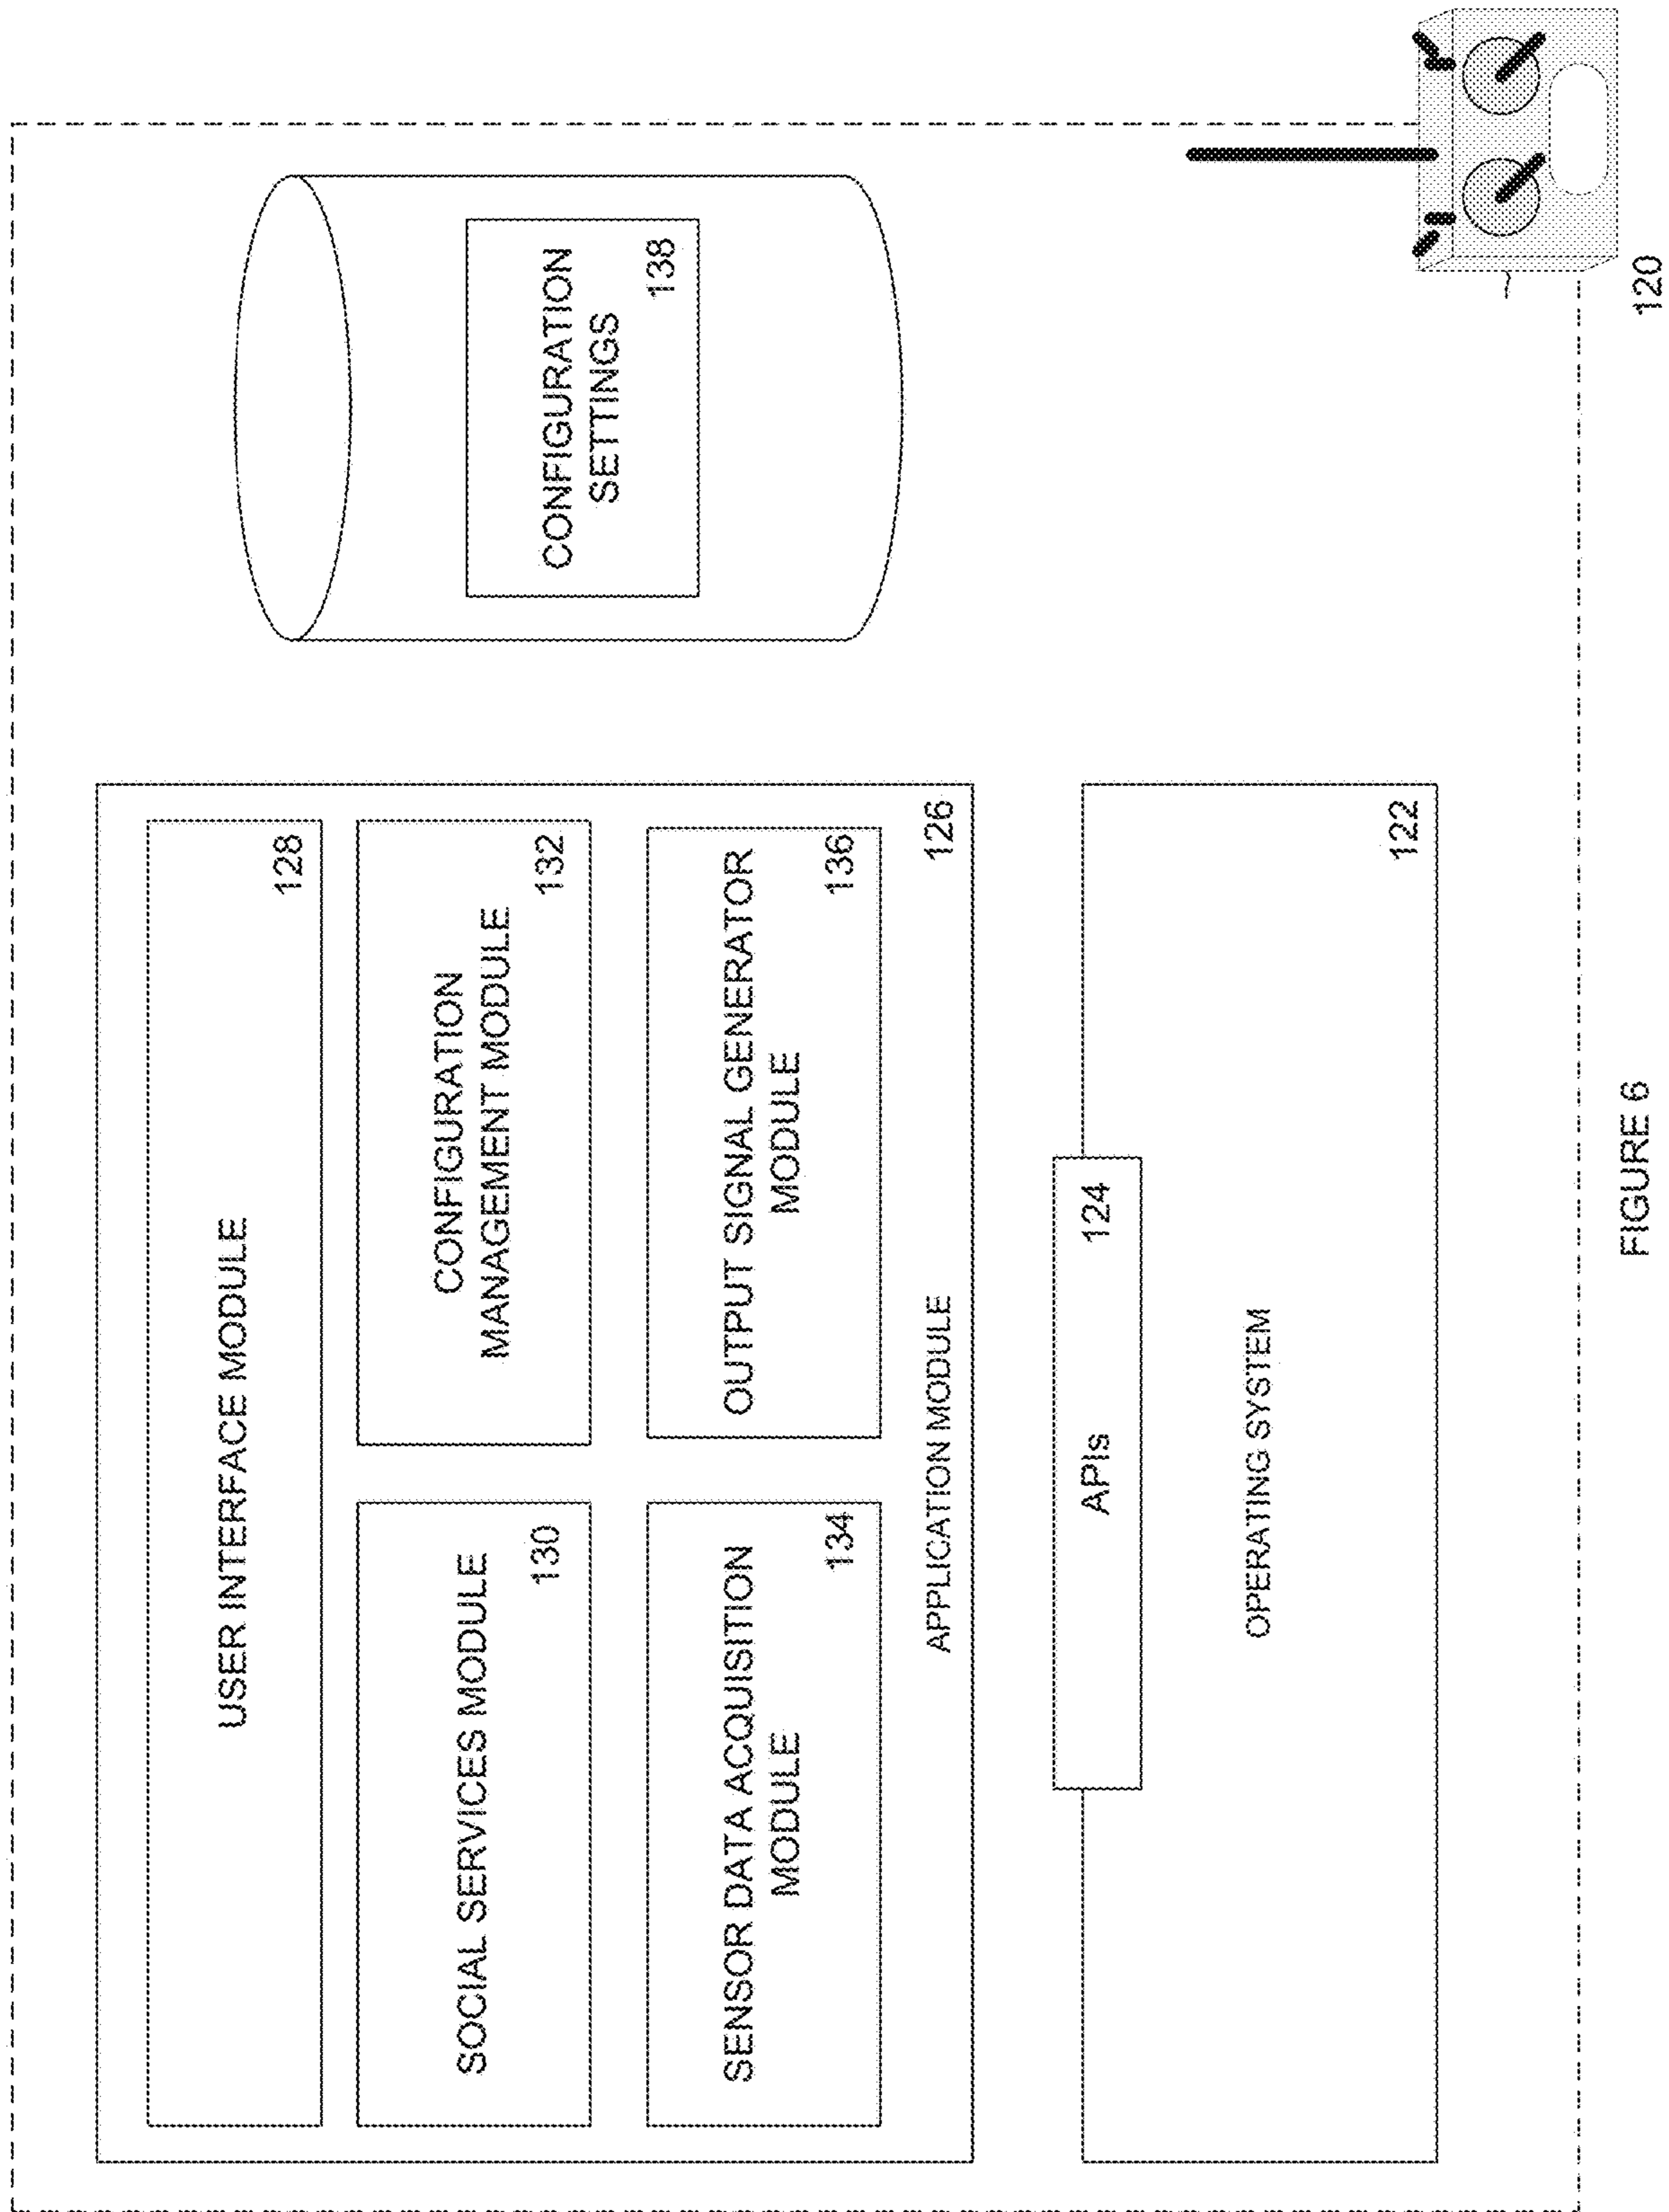 USER INTERFACE MODULE
128
SOCIAL SERVICES MODULE
130
CONFIGURATION
MANAGEMENT MODULE
132
SENSOR DATA ACQUISITION
MODULE
134
OUTPUT SIGNAL GENERATOR
MODULE
136
APPLICATION MODULE
126
APIs
124
OPERATING SYSTEM
122
CONFIGURATION
SETTINGS
138
120
FIGURE 6